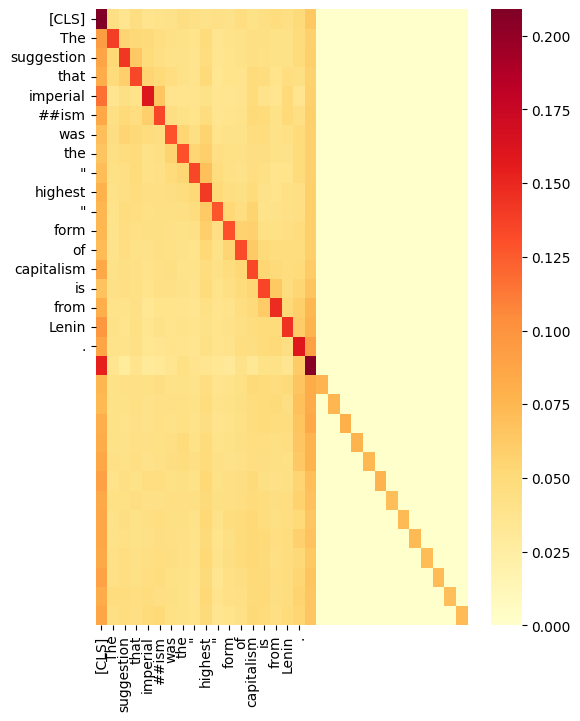 [CLS]
The
suggestion
that
imperial
##ism
was
the
"
highest
"
form
of
capitalism
is
from
Lenin
.
0.200
0.175
0.150
0.125
0.100
0.075
0.050
0.025
0.000
[CLS]
The
suggestion
that
imperial
##ism
was
the
"
highest
"
form
of
capitalism
is
from
Lenin
.